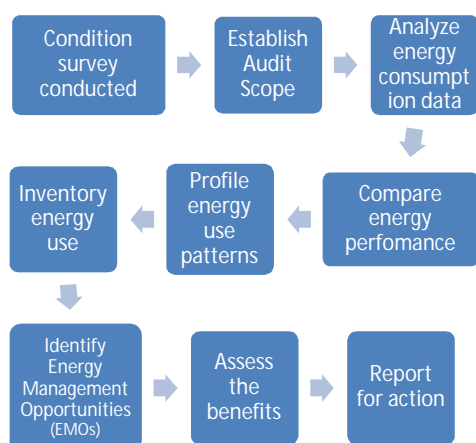 Condition
survey
conducted
Establish
Audit
Scope
Analyze
energy
consumpt
ion data
Compare
energy
perfomance
Profile
energy
use
patterns
Inventory
energy
use
Identify
Energy
Management
Opportunities
(EMOs)
Assess
the
benefits
Report
for action